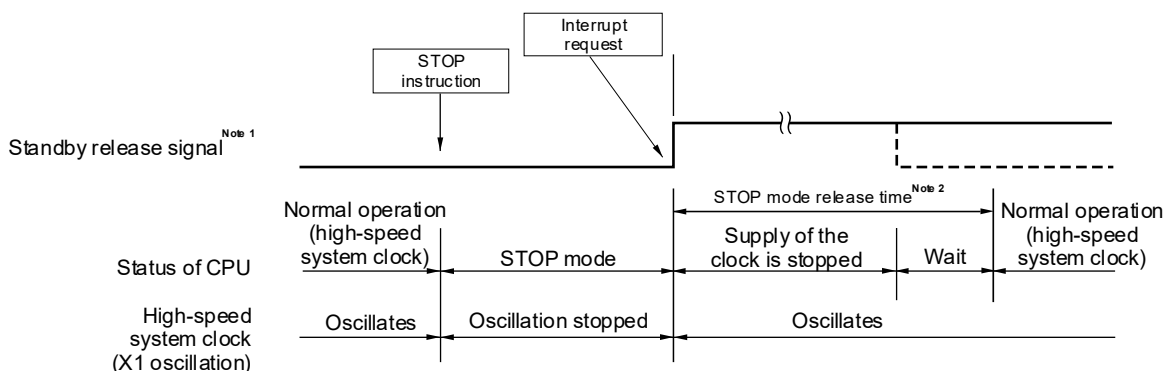 Interrupt
request
STOP
instruction
Standby release signal Note 1
STOP mode release time Note 2
Normal operation
(high-speed
system clock)
Supply of the
clock is stopped
Normal operation
(high-speed
system clock)
Status of CPU
STOP mode
Wait
High-speed
system clock
(X1 oscillation)
Oscillates
Oscillation stopped
Oscillates